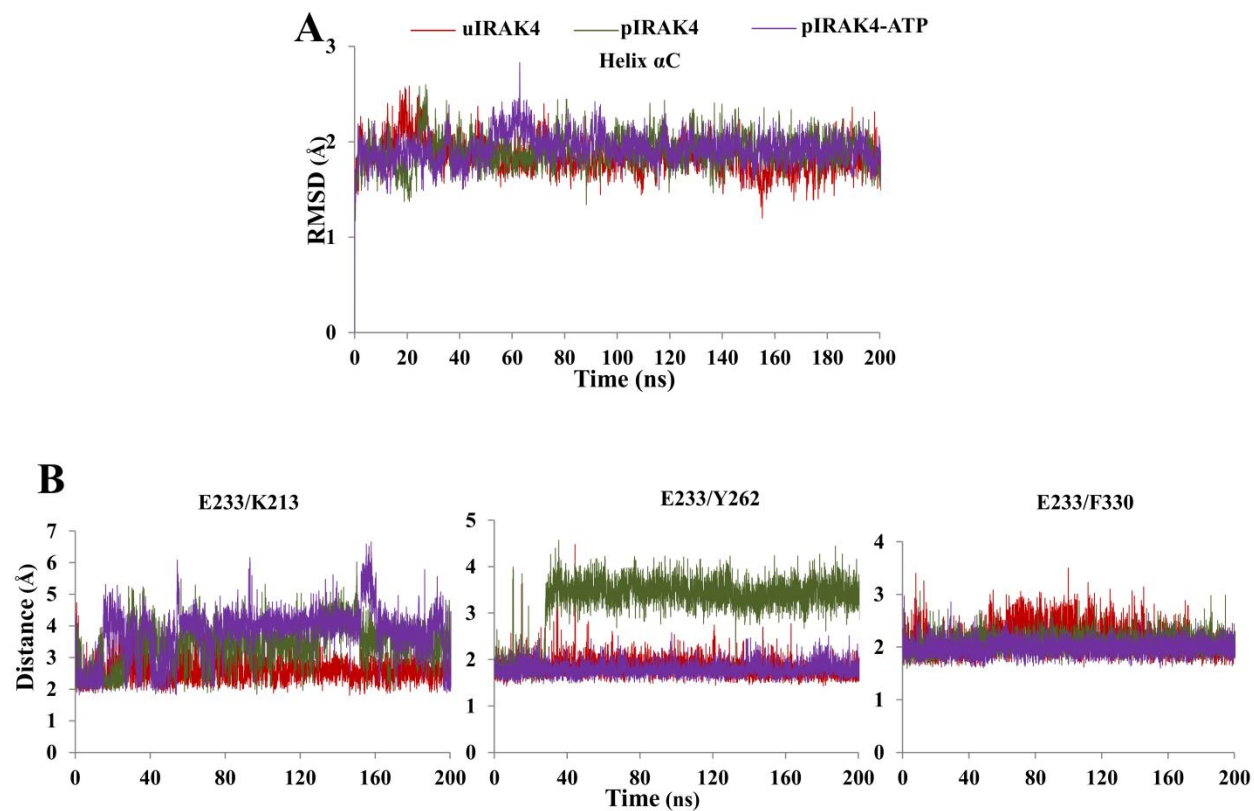 A
uIRAK4 pIRAK4 pIRAK4-ATP
Helix αC
RMSD (Å)
3
2
1
0
0 20 40 60 80 100 120 140 160 180 200
Time (ns)
B
E233/K213
E233/Y262
E233/F330
Distance (Å)
7
6
5
4
3
2
1
0
0 40 80 120 160 200
5
4
3
2
1
0
0 40 80 120 160 200
4
3
2
1
0
0 40 80 120 160 200
Time (ns)